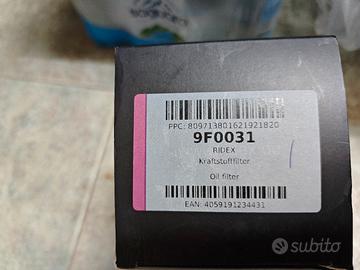 PPC: 809713801621921820
9F0031
RIDEX
Kraftstofffilter
Oil filter
EAN: 4059191234431
subito